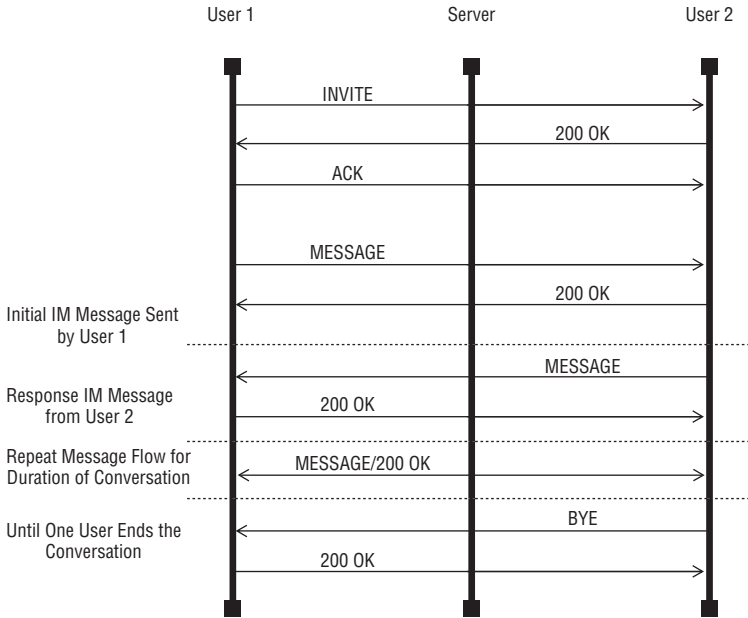 User 1
Server
User 2
INVITE
200 OK
ACK
MESSAGE
200 OK
Initial IM Message Sent
by User 1
MESSAGE
Response IM Message
from User 2
200 OK
Repeat Message Flow for
Duration of Conversation
MESSAGE/200 OK
BYE
Until One User Ends the
Conversation
200 OK